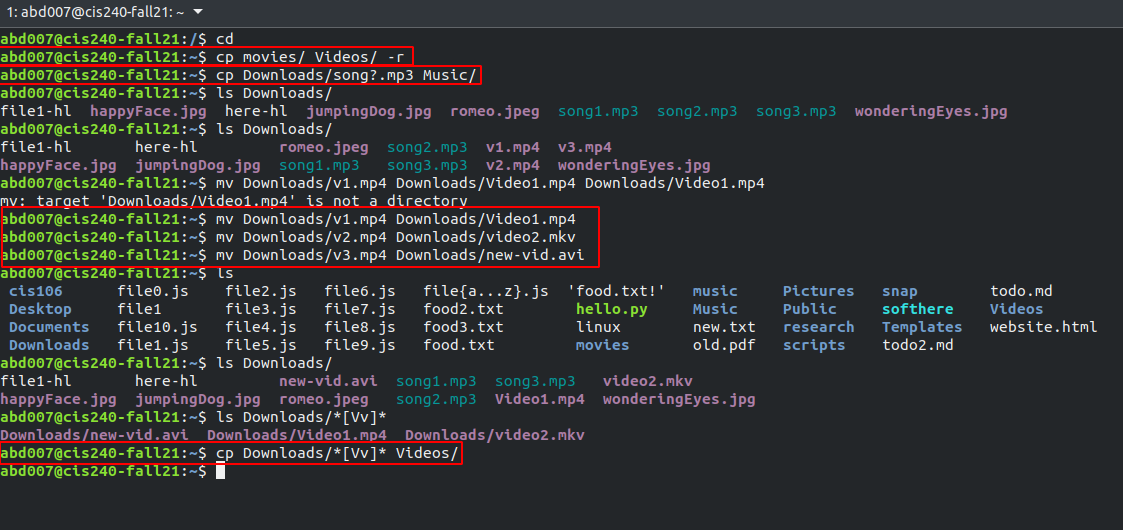 1: abd007@cis240-fall21: ~
abd007@cis240-fall21:/$ cd
abd007@cis240-fall21:~$ cp movies/ Videos/ -r
abd007@cis240-fall21:~$ cp Downloads/song?.mp3 Music/
abd007@cis240-fall21:~$ ls Downloads/
file1-hl happyFace.jpg here-hl jumpingDog.jpg romeo.jpeg song1.mp3 song2.mp3 song3.mp3 wonderingEyes.jpg
abd007@cis240-fall21:~$ ls Downloads/
file1-hl here-hl romeo.jpeg song2.mp3 v1.mp4 v3.mp4
happyFace.jpg jumpingDog.jpg song1.mp3 song3.mp3 v2.mp4 wonderingEyes.jpg
abd007@cis240-fall21:~$ mv Downloads/v1.mp4 Downloads/Video1.mp4 Downloads/Video1.mp4
mv: target 'Downloads/Video1.mp4' is not a directory
abd007@cis240-fall21:~$ mv Downloads/v1.mp4 Downloads/Video1.mp4
abd007@cis240-fall21:~$ mv Downloads/v2.mp4 Downloads/video2.mkv
abd007@cis240-fall21:~$ mv Downloads/v3.mp4 Downloads/new-vid.avi
abd007@cis240-fall21:~$ ls
cis106 file0.js file2.js file6.js file{a...z}.js 'food.txt!' music Pictures snap todo.md
Desktop file1 file3.js file7.js food2.txt hello.py Music Public softhere Videos
Documents file10.js file4.js file8.js food3.txt linux new.txt research Templates website.html
Downloads file1.js file5.js file9.js food.txt movies old.pdf scripts todo2.md
abd007@cis240-fall21:~$ ls Downloads/
file1-hl here-hl new-vid.avi song1.mp3 song3.mp3 video2.mkv
happyFace.jpg jumpingDog.jpg romeo.jpeg song2.mp3 Video1.mp4 wonderingEyes.jpg
abd007@cis240-fall21:~$ ls Downloads/*[Vv]*
Downloads/new-vid.avi Downloads/Video1.mp4 Downloads/video2.mkv
abd007@cis240-fall21:~$ cp Downloads/*[Vv]* Videos/
abd007@cis240-fall21:~$